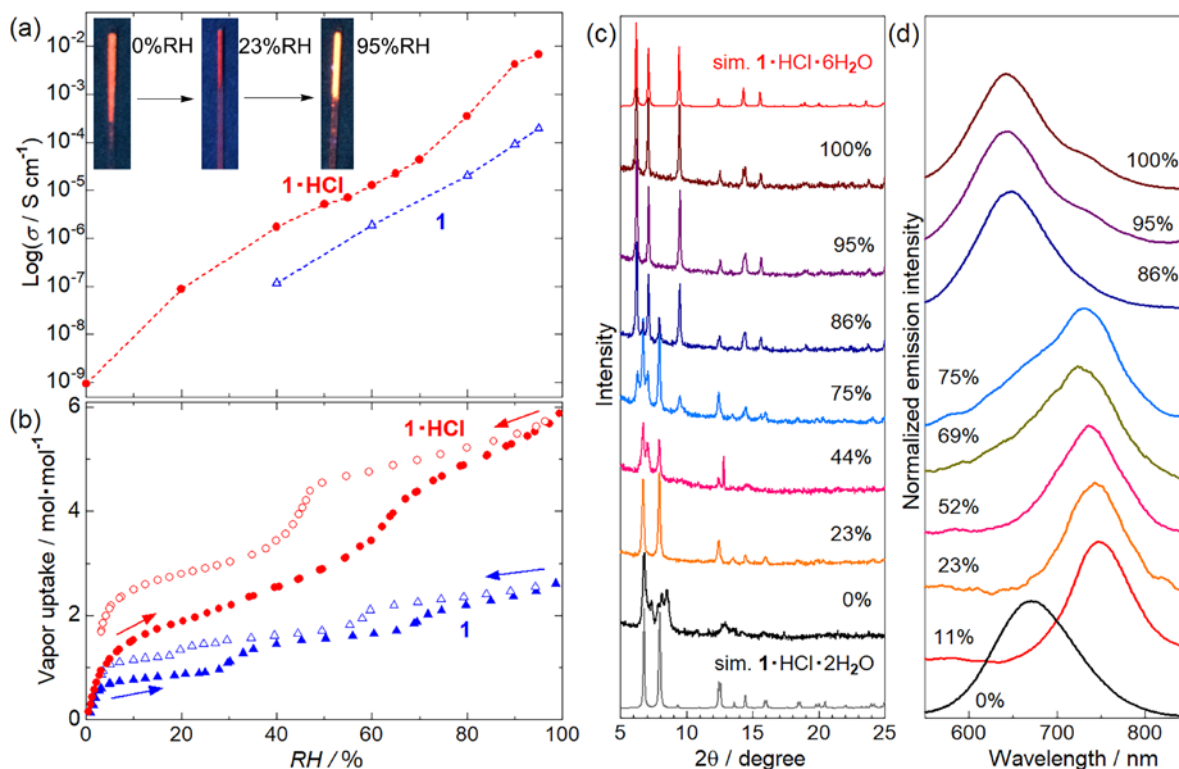 (a)
0%RH
23%RH
95%RH
10⁻²
10⁻³
10⁻⁴
10⁻⁵
10⁻⁶
10⁻⁷
10⁻⁸
10⁻⁹
Log(σ / S cm⁻¹)
1·HCl
1
(b)
6
4
2
0
Vapor uptake / mol·mol⁻¹
1·HCl
1
0
20
40
60
80
100
RH / %
(c)
sim. 1·HCl·6H₂O
100%
95%
86%
75%
44%
23%
0%
sim. 1·HCl·2H₂O
Intensity
5
10
15
20
25
2θ / degree
(d)
100%
95%
86%
75%
69%
52%
23%
11%
0%
Normalized emission intensity
600
700
800
Wavelength / nm